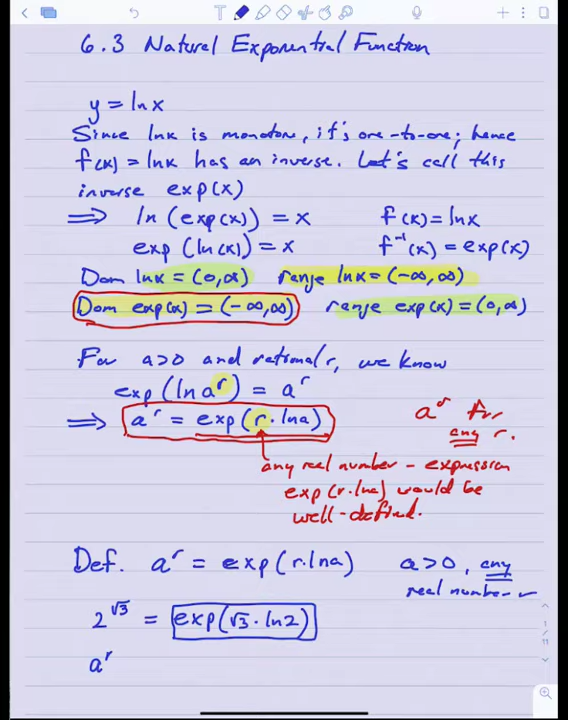 6.3 Natural Exponential Function
y = ln x
Since lnx is monotone, it's one-to-one; hence
f(x) = ln x has an inverse. Let's call this
inverse exp(x)
⟹ ln (exp(x)) = x f(x) = ln x
exp (ln(x)) = x f⁻¹(x) = exp(x)
Dom ln x = (0,∞) range ln x = (-∞,∞)
Dom exp(x) = (-∞,∞) range exp(x) = (0,∞)
For a>0 and rational r, we know
exp(ln aʳ) = aʳ
⟹ aʳ = exp(r·ln a) aʳ for
any r.
any real number - expression
exp(r·ln a) would be
well-defined.
Def. aʳ = exp(r·ln a) a>0, any
real number r
2^√3 = exp(√3·ln 2)
aʳ